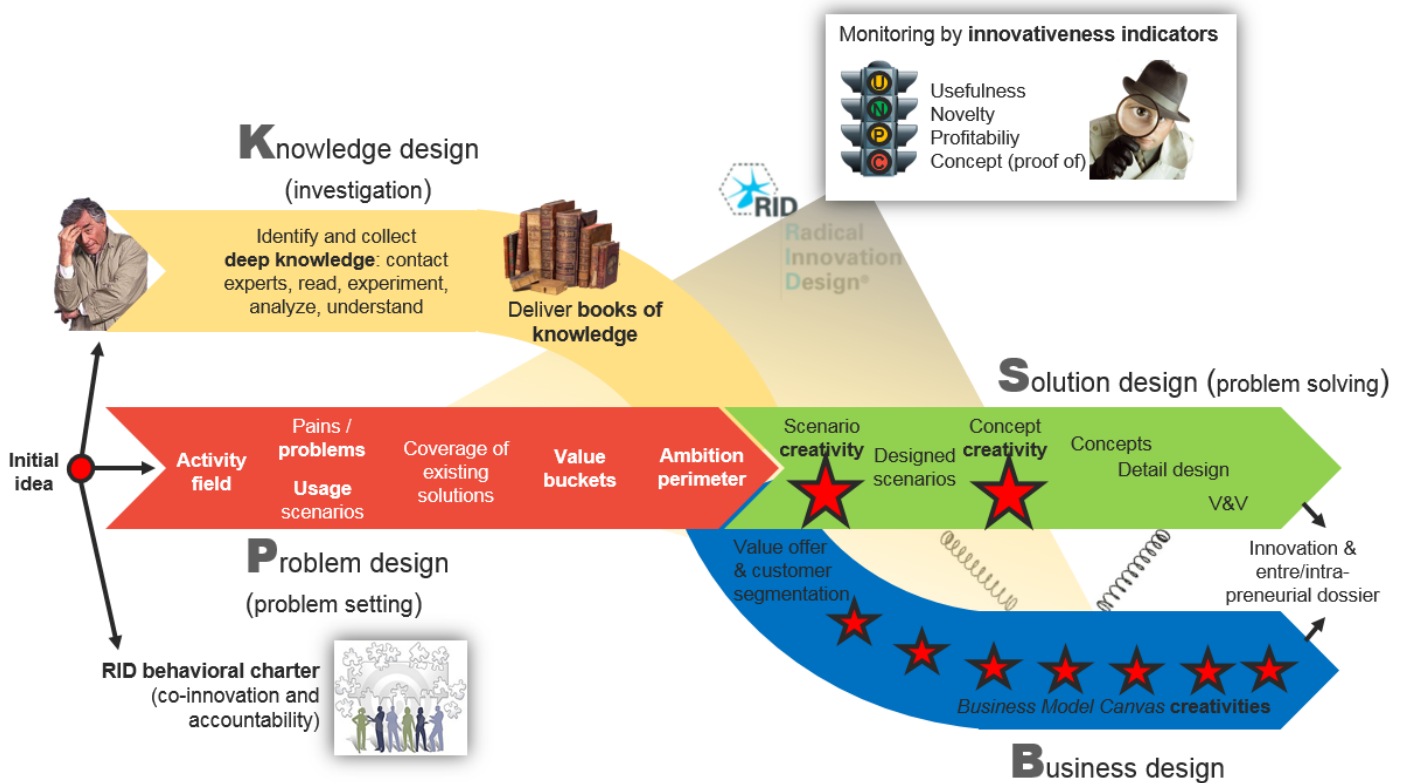 Monitoring by innovativeness indicators
U
N
P
C
Usefulness
Novelty
Profitabiliy
Concept (proof of)
Knowledge design
(investigation)
Identify and collect
deep knowledge: contact
experts, read, experiment,
analyze, understand
Deliver books of
knowledge
RID
Radical
Innovation
Design®
Initial
idea
Activity
field
Pains /
problems
Usage
scenarios
Coverage of
existing
solutions
Value
buckets
Ambition
perimeter
Problem design
(problem setting)
RID behavioral charter
(co-innovation and
accountability)
Solution design (problem solving)
Scenario
creativity
Designed
scenarios
Concept
creativity
Concepts
Detail design
V&V
Value offer
& customer
segmentation
Innovation &
entre/intra-
preneurial dossier
Business Model Canvas creativities
Business design